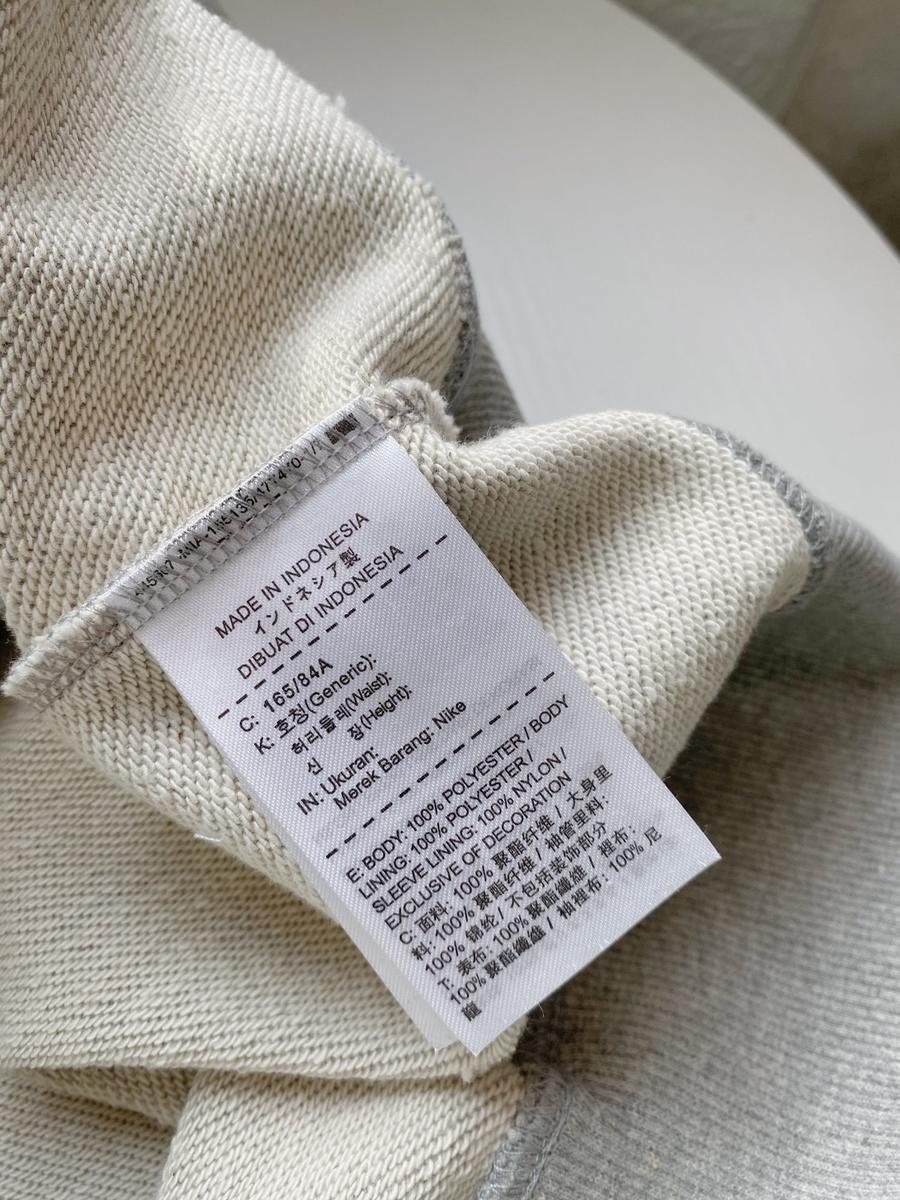 MADE IN INDONESIA
インドネシア製
DIBUAT DI INDONESIA
C: 165/84A
K: 호칭(Generic):
허리둘레(Waist):
신 장(Height):
IN: Ukuran:
Merek Barang: Nike
E: BODY: 100% POLYESTER / BODY
LINING: 100% POLYESTER /
SLEEVE LINING: 100% NYLON /
EXCLUSIVE OF DECORATION
C: 面料: 100% 聚酯纤维 / 大身里
料: 100% 聚酯纤维 / 袖管里料:
100% 锦纶 / 不包括装饰部分
T: 表布: 100% 聚酯纖維 / 裡布:
100% 聚酯纖維 / 袖裡布: 100% 尼
龍